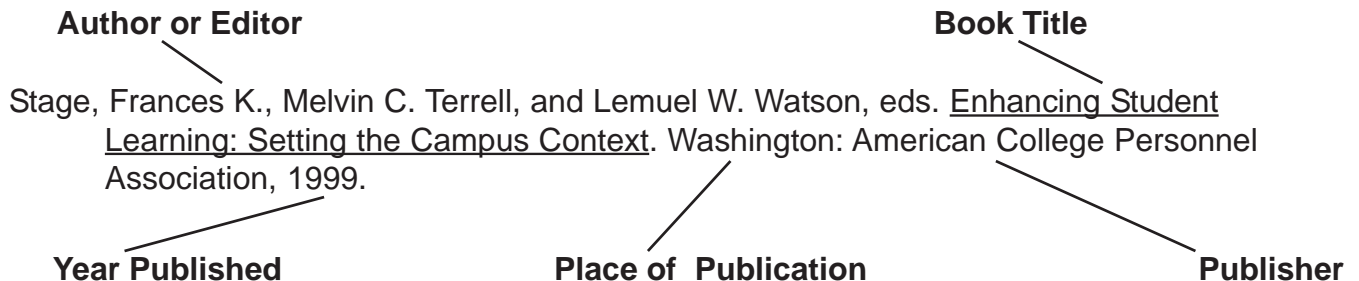 Author or Editor Book Title
Stage, Frances K., Melvin C. Terrell, and Lemuel W. Watson, eds. Enhancing Student
Learning: Setting the Campus Context. Washington: American College Personnel
Association, 1999.
Year Published Place of Publication Publisher